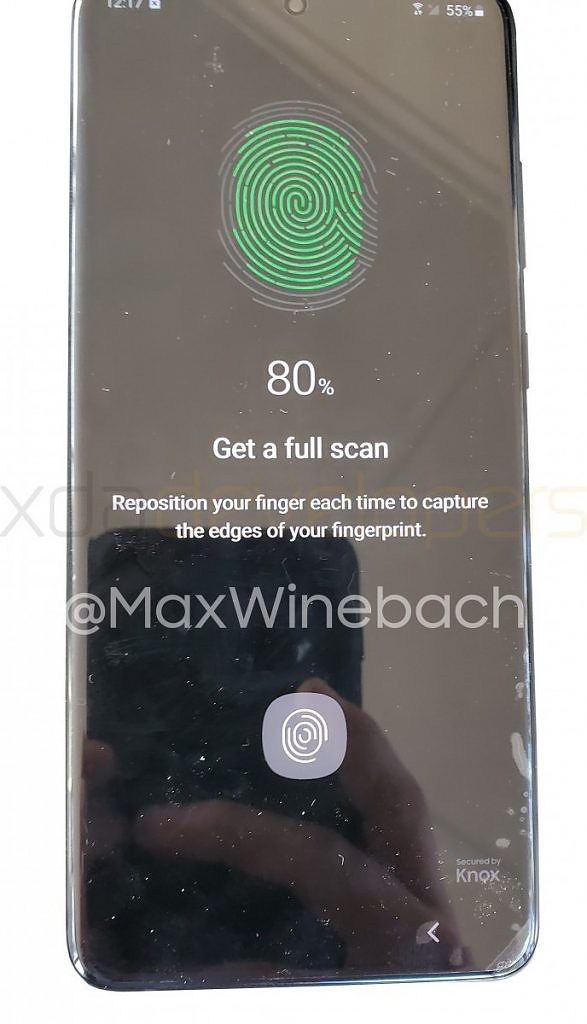 12:17
55%
80%
Get a full scan
xdadevelopers
Reposition your finger each time to capture
the edges of your fingerprint.
@MaxWinebach
Secured by
Knox